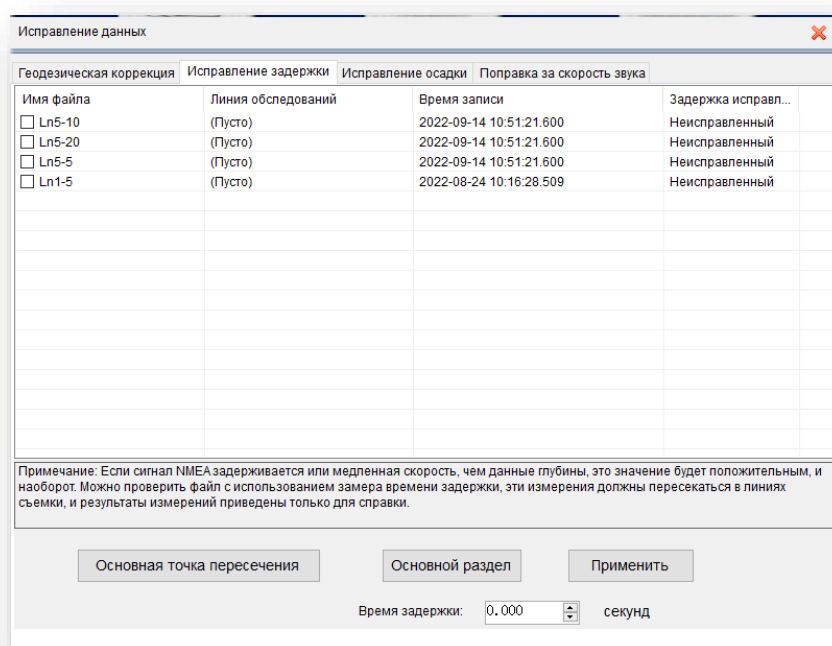 Исправление данных
Геодезическая коррекция Исправление задержки Исправление осадки Поправка за скорость звука
Имя файла Линия обследований Время записи Задержка исправл...
Ln5-10 (Пусто) 2022-09-14 10:51:21.600 Неисправленный
Ln5-20 (Пусто) 2022-09-14 10:51:21.600 Неисправленный
Ln5-5 (Пусто) 2022-09-14 10:51:21.600 Неисправленный
Ln1-5 (Пусто) 2022-08-24 10:16:28.509 Неисправленный
Примечание: Если сигнал NMEA задерживается или медленная скорость, чем данные глубины, это значение будет положительным, и
наоборот. Можно проверить файл с использованием замера времени задержки, эти измерения должны пересекаться в линиях
съемки, и результаты измерений приведены только для справки.
Основная точка пересечения Основной раздел Применить
Время задержки: 0.000 секунд